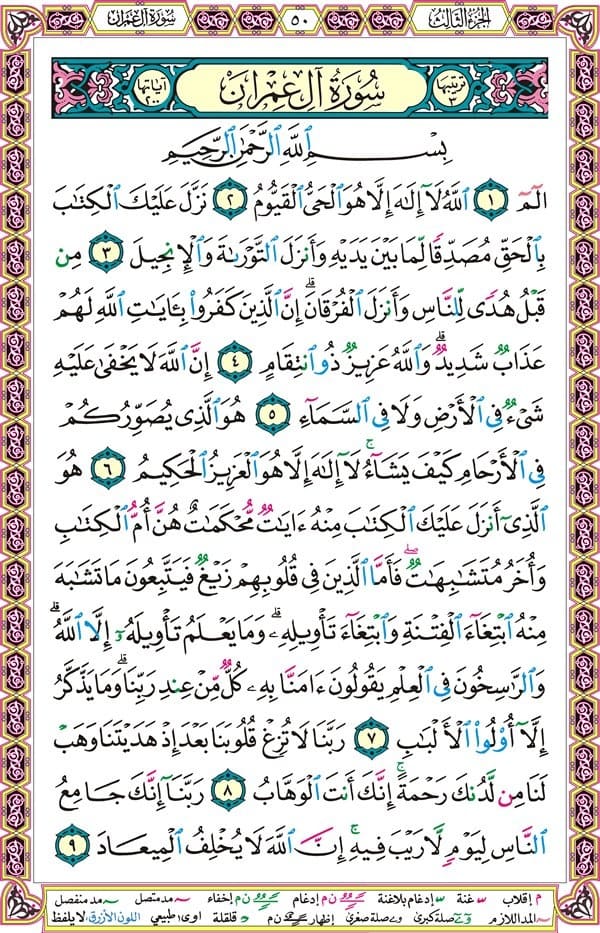 سُورَةُ آلِ عِمْرَانَ
٥٠
الجُزْءُ الثَّالِثُ
ترتيبها ٣
سُورَةُ آلِ عِمْرَانَ
آياتها ٢٠٠
بِسْمِ ٱللَّهِ ٱلرَّحْمَٰنِ ٱلرَّحِيمِ
الٓمٓ ١ ٱللَّهُ لَآ إِلَٰهَ إِلَّا هُوَ ٱلْحَىُّ ٱلْقَيُّومُ ٢ نَزَّلَ عَلَيْكَ ٱلْكِتَٰبَ
بِٱلْحَقِّ مُصَدِّقًا لِّمَا بَيْنَ يَدَيْهِ وَأَنزَلَ ٱلتَّوْرَىٰةَ وَٱلْإِنجِيلَ ٣ مِن
قَبْلُ هُدًى لِّلنَّاسِ وَأَنزَلَ ٱلْفُرْقَانَ ۗ إِنَّ ٱلَّذِينَ كَفَرُوا۟ بِـَٔايَٰتِ ٱللَّهِ لَهُمْ
عَذَابٌ شَدِيدٌ ۗ وَٱللَّهُ عَزِيزٌ ذُو ٱنتِقَامٍ ٤ إِنَّ ٱللَّهَ لَا يَخْفَىٰ عَلَيْهِ
شَىْءٌ فِى ٱلْأَرْضِ وَلَا فِى ٱلسَّمَآءِ ٥ هُوَ ٱلَّذِى يُصَوِّرُكُمْ
فِى ٱلْأَرْحَامِ كَيْفَ يَشَآءُ ۚ لَآ إِلَٰهَ إِلَّا هُوَ ٱلْعَزِيزُ ٱلْحَكِيمُ ٦ هُوَ
ٱلَّذِىٓ أَنزَلَ عَلَيْكَ ٱلْكِتَٰبَ مِنْهُ ءَايَٰتٌ مُّحْكَمَٰتٌ هُنَّ أُمُّ ٱلْكِتَٰبِ
وَأُخَرُ مُتَشَٰبِهَٰتٌ ۖ فَأَمَّا ٱلَّذِينَ فِى قُلُوبِهِمْ زَيْغٌ فَيَتَّبِعُونَ مَا تَشَٰبَهَ
مِنْهُ ٱبْتِغَآءَ ٱلْفِتْنَةِ وَٱبْتِغَآءَ تَأْوِيلِهِۦ ۗ وَمَا يَعْلَمُ تَأْوِيلَهُۥٓ إِلَّا ٱللَّهُ ۗ
وَٱلرَّٰسِخُونَ فِى ٱلْعِلْمِ يَقُولُونَ ءَامَنَّا بِهِۦ كُلٌّ مِّنْ عِندِ رَبِّنَا ۗ وَمَا يَذَّكَّرُ
إِلَّآ أُو۟لُوا۟ ٱلْأَلْبَٰبِ ٧ رَبَّنَا لَا تُزِغْ قُلُوبَنَا بَعْدَ إِذْ هَدَيْتَنَا وَهَبْ
لَنَا مِن لَّدُنكَ رَحْمَةً ۚ إِنَّكَ أَنتَ ٱلْوَهَّابُ ٨ رَبَّنَآ إِنَّكَ جَامِعُ
ٱلنَّاسِ لِيَوْمٍ لَّا رَيْبَ فِيهِ ۚ إِنَّ ٱللَّهَ لَا يُخْلِفُ ٱلْمِيعَادَ ٩
م إقلاب غنة إدغام بلاغنة ن م إدغام ن م إخفاء مد متصل مد منفصل
المد اللازم صلة كبرى صلة صغرى إظهار ن م قلقلة اوى: طبيعي اللون الأزرق: لا يلفظ